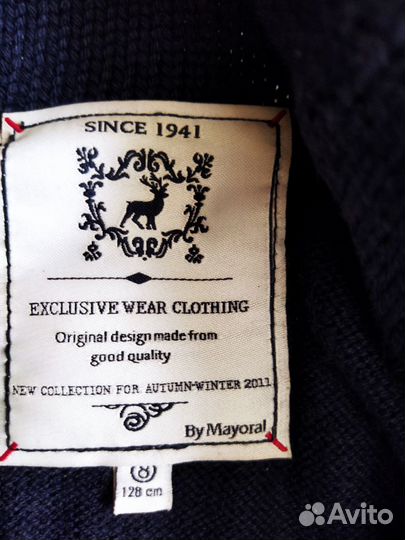 SINCE 1941
EXCLUSIVE WEAR CLOTHING
Original design made from
good quality
NEW COLLECTION FOR AUTUMN-WINTER 2011
By Mayoral
8
128 cm
Avito